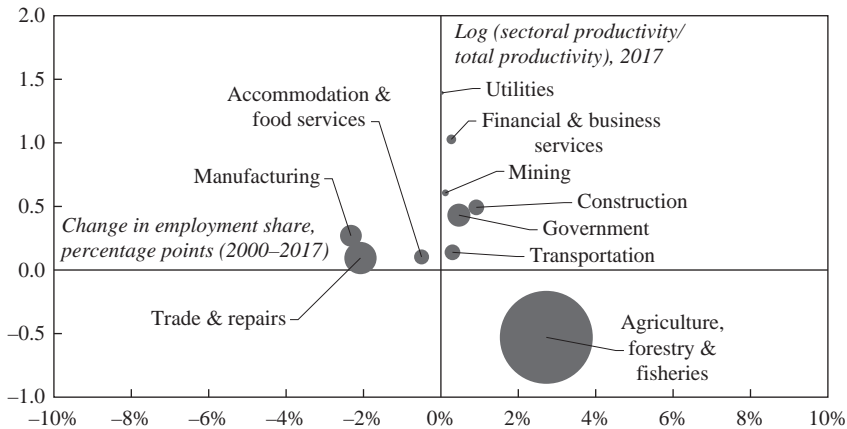 2.0
Log (sectoral productivity/
total productivity), 2017
1.5
Utilities
Accommodation &
food services
Financial & business
services
1.0
Mining
Manufacturing
Construction
0.5
Government
Change in employment share,
percentage points (2000–2017)
Transportation
0.0
Trade & repairs
–0.5
Agriculture,
forestry &
fisheries
–1.0
–10% –8% –6% –4% –2% 0% 2% 4% 6% 8% 10%